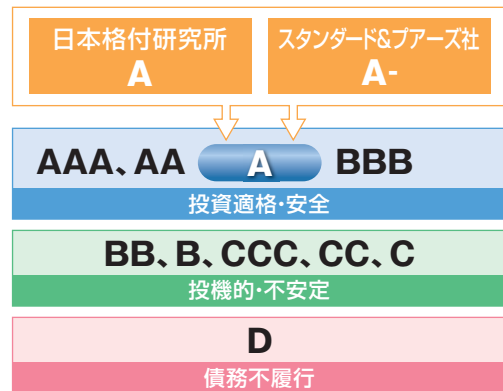 日本格付研究所
A
スタンダード&プアーズ社
A-
AAA、AA A BBB
投資適格・安全
BB、B、CCC、CC、C
投機的・不安定
D
債務不履行